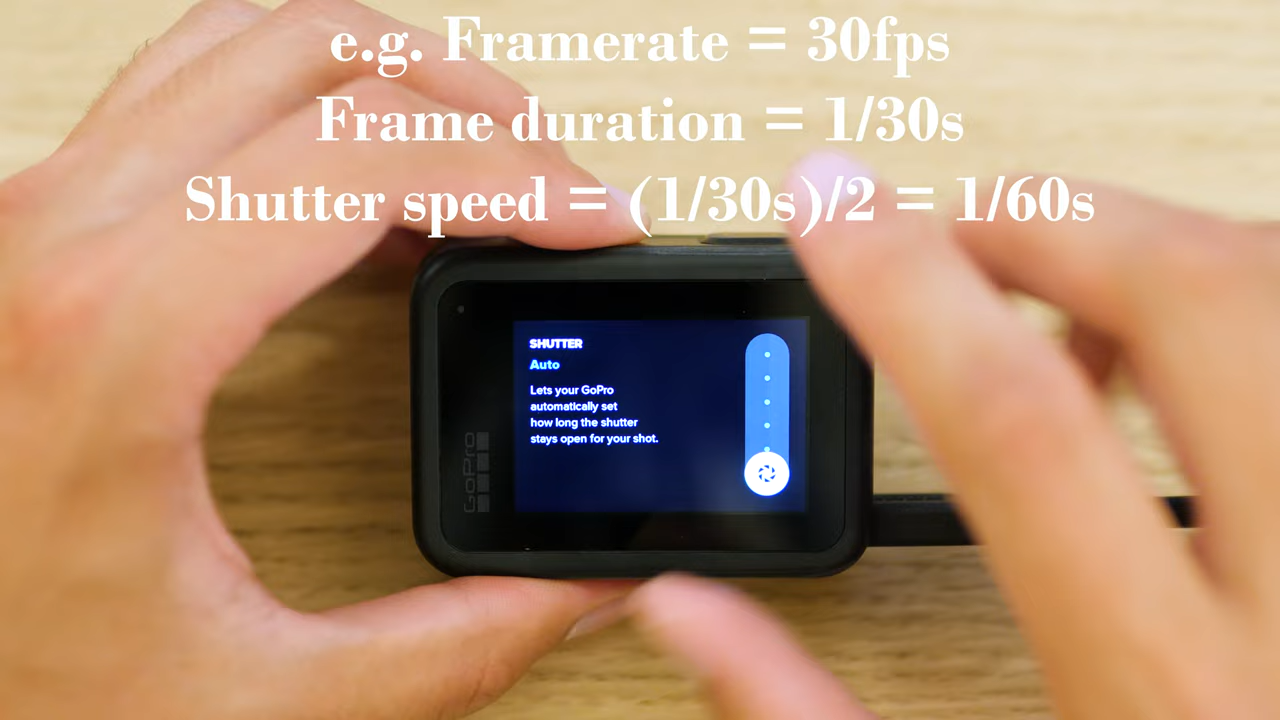 e.g. Framerate = 30fps
Frame duration = 1/30s
Shutter speed = (1/30s)/2 = 1/60s
SHUTTER
Auto
Lets your GoPro
automatically set
how long the shutter
stays open for your shot.
GoPro